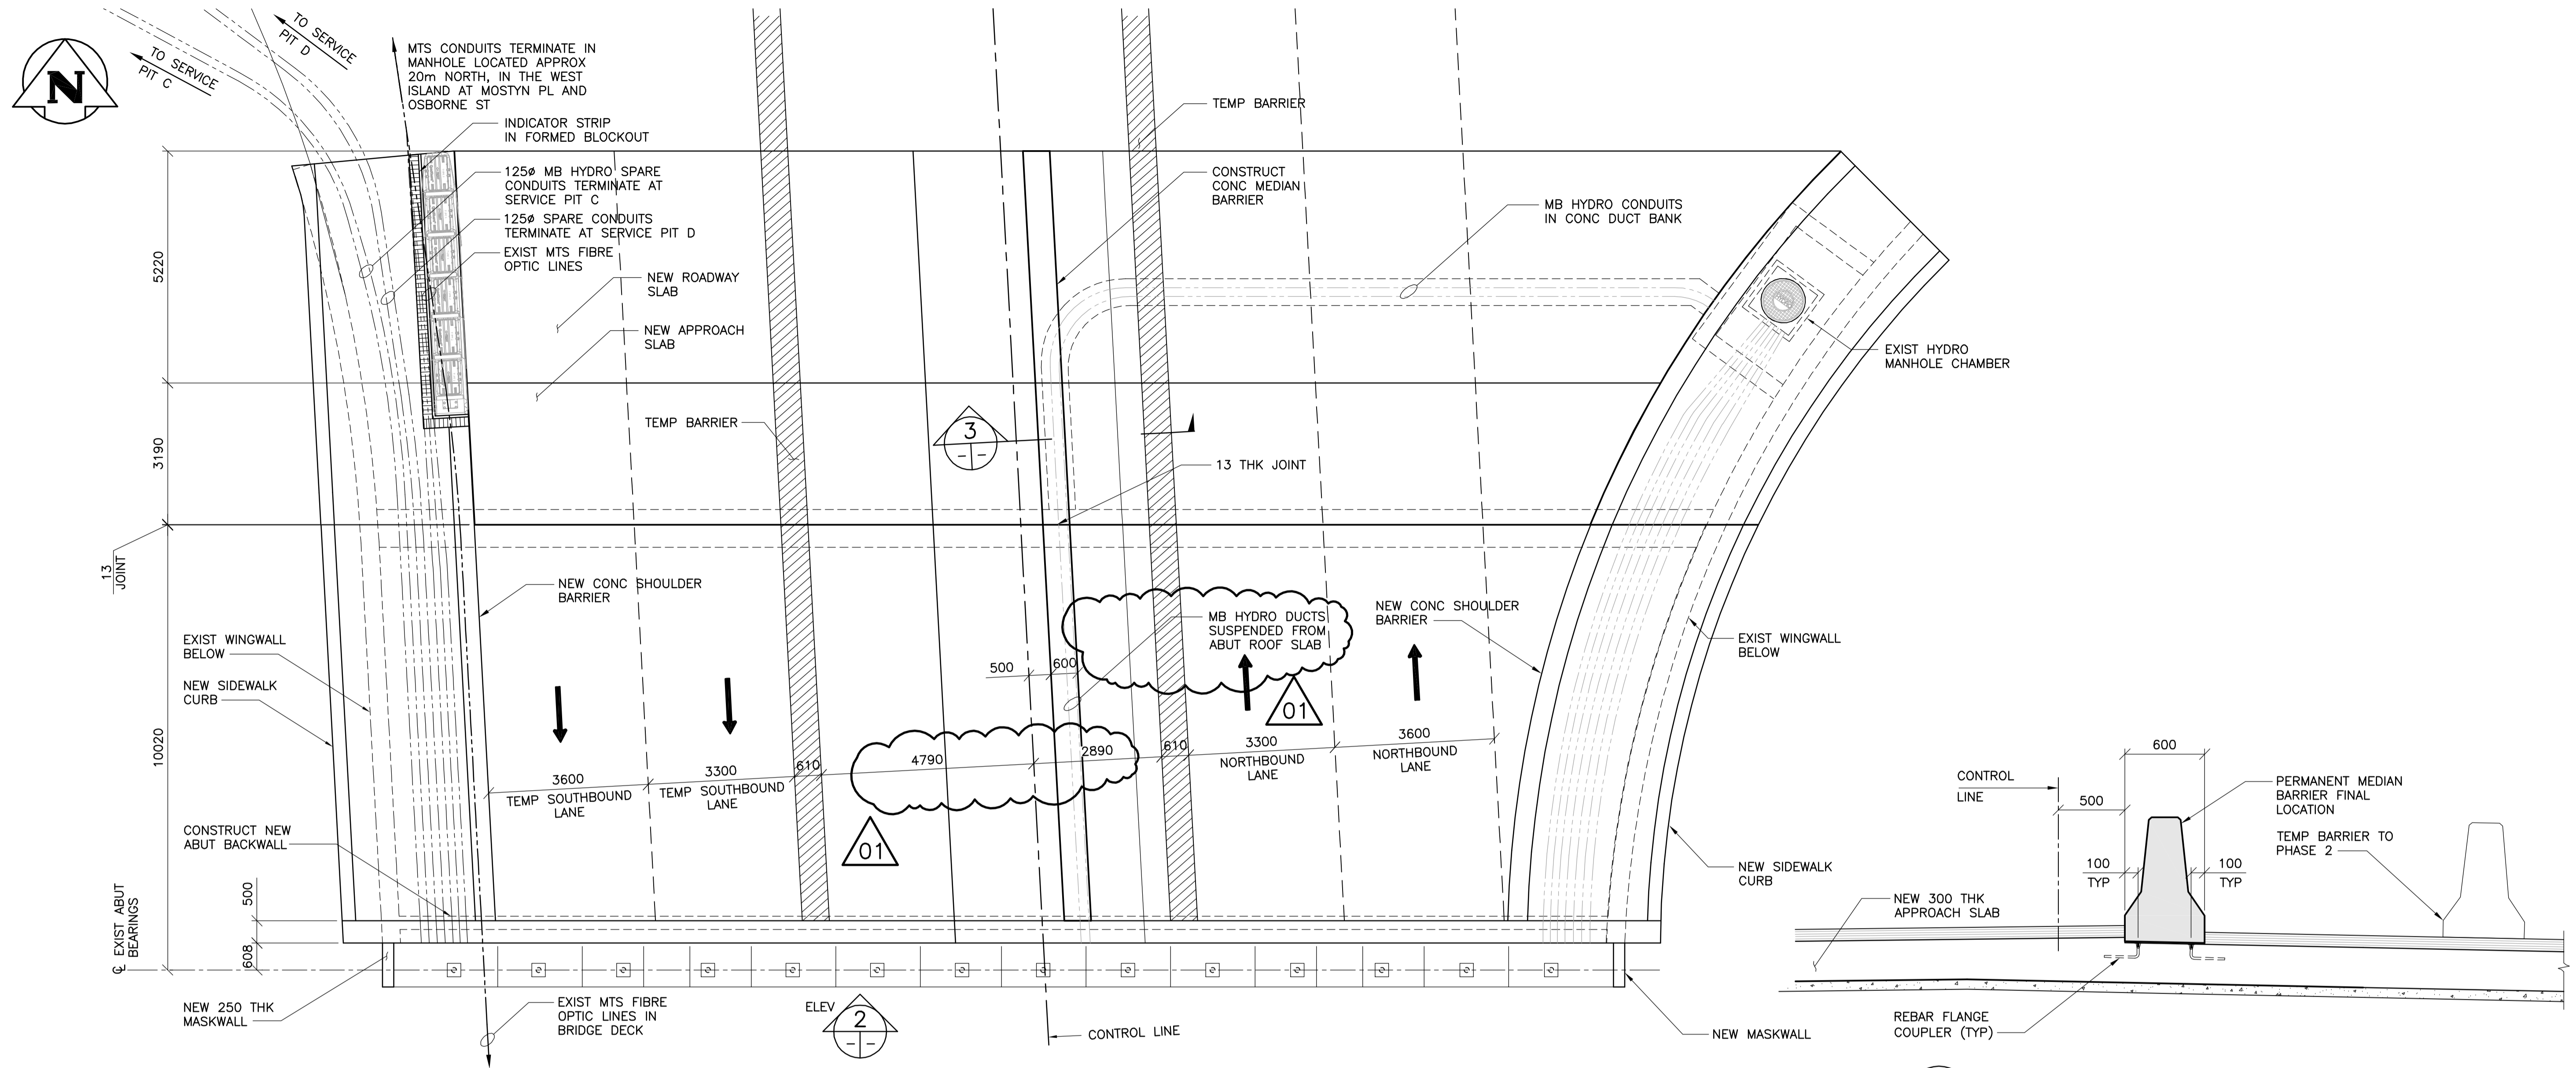 TO SERVICE
PIT D
TO SERVICE
PIT C
N
MTS CONDUITS TERMINATE IN
MANHOLE LOCATED APPROX
20m NORTH, IN THE WEST
ISLAND AT MOSTYN PL AND
OSBORNE ST
INDICATOR STRIP
IN FORMED BLOCKOUT
125ø MB HYDRO SPARE
CONDUITS TERMINATE AT
SERVICE PIT C
125ø SPARE CONDUITS
TERMINATE AT SERVICE PIT D
EXIST MTS FIBRE
OPTIC LINES
NEW ROADWAY
SLAB
NEW APPROACH
SLAB
TEMP BARRIER
TEMP BARRIER
CONSTRUCT
CONC MEDIAN
BARRIER
MB HYDRO CONDUITS
IN CONC DUCT BANK
EXIST HYDRO
MANHOLE CHAMBER
5220
3190
10020
13
JOINT
3
--
13 THK JOINT
NEW CONC SHOULDER
BARRIER
MB HYDRO DUCTS
SUSPENDED FROM
ABUT ROOF SLAB
NEW CONC SHOULDER
BARRIER
EXIST WINGWALL
BELOW
EXIST WINGWALL
BELOW
NEW SIDEWALK
CURB
500
600
01
3600
TEMP SOUTHBOUND
LANE
3300
TEMP SOUTHBOUND
LANE
610
4790
2890
610
3300
NORTHBOUND
LANE
3600
NORTHBOUND
LANE
01
CONSTRUCT NEW
ABUT BACKWALL
NEW SIDEWALK
CURB
500
608
℄ EXIST ABUT
BEARINGS
NEW 250 THK
MASKWALL
EXIST MTS FIBRE
OPTIC LINES IN
BRIDGE DECK
ELEV
2
--
CONTROL LINE
NEW MASKWALL
600
CONTROL
LINE
500
PERMANENT MEDIAN
BARRIER FINAL
LOCATION
TEMP BARRIER TO
PHASE 2
100
TYP
100
TYP
NEW 300 THK
APPROACH SLAB
REBAR FLANGE
COUPLER (TYP)